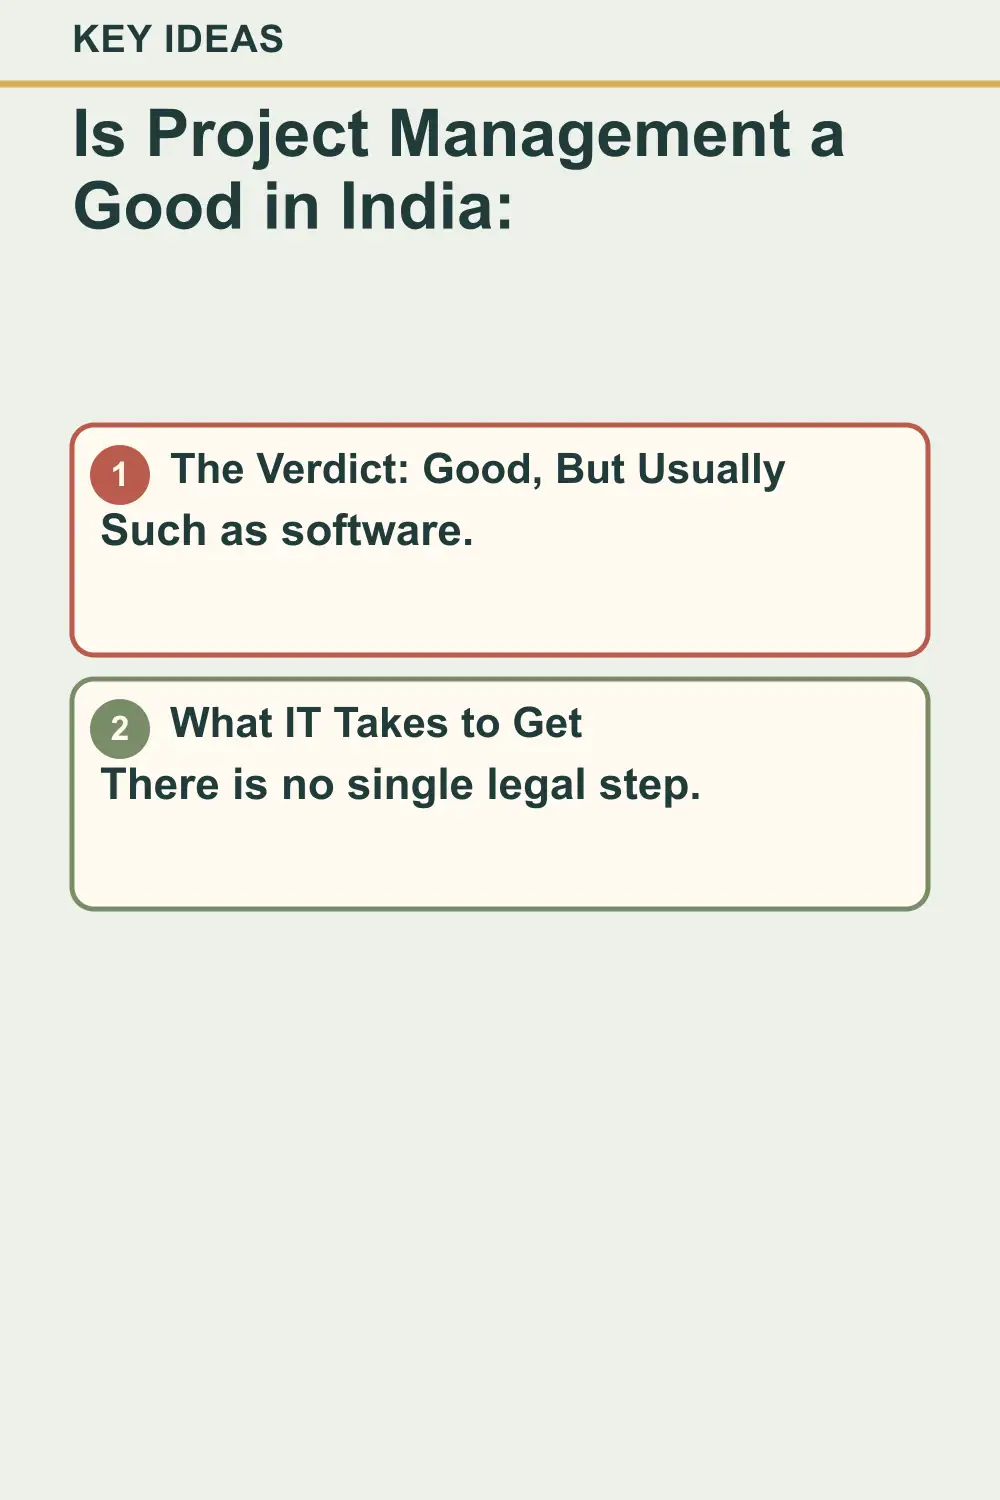 KEY IDEAS
Is Project Management a
Good in India:
1 The Verdict: Good, But Usually
Such as software.
2 What IT Takes to Get
There is no single legal step.